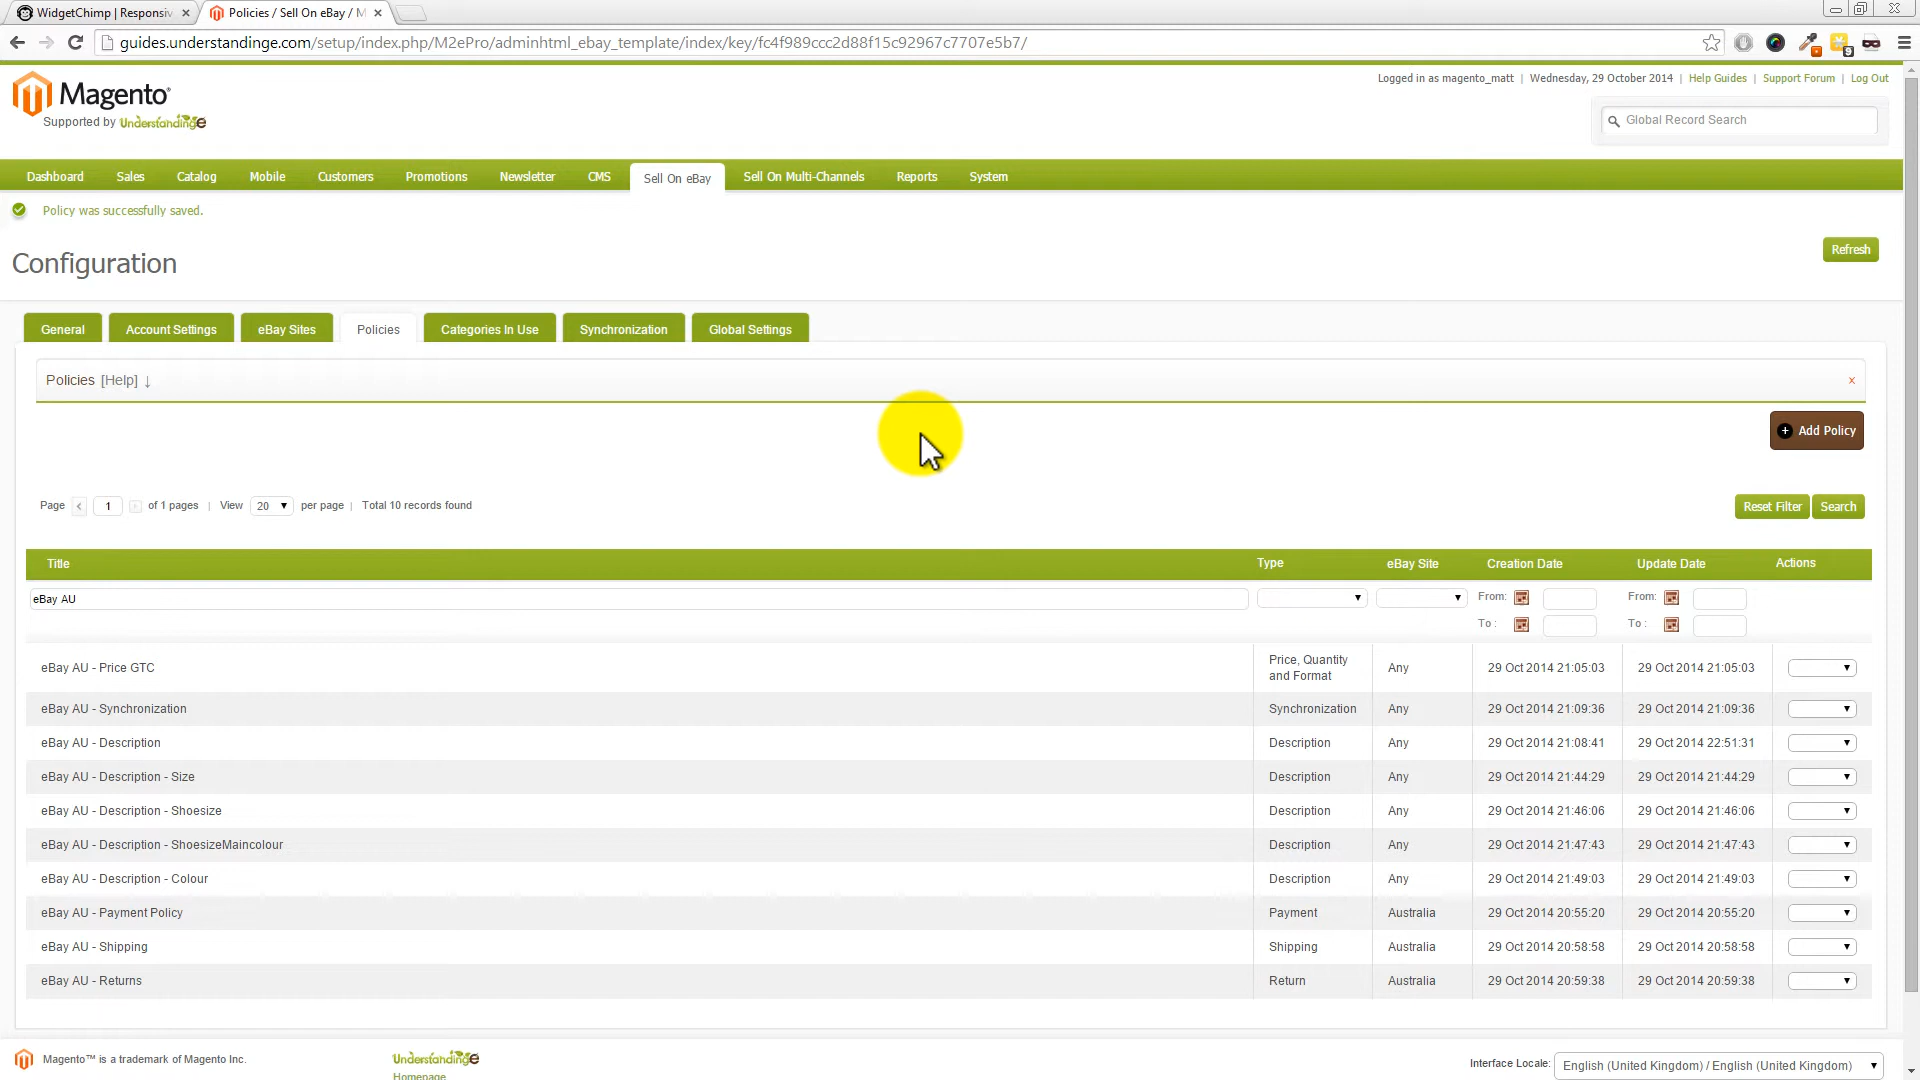 WidgetChimp | Responsiv
Policies / Sell On eBay / M
guides.understandinge.com/setup/index.php/M2ePro/adminhtml_ebay_template/index/key/fc4f989ccc2d88f15c92967c7707e5b7/
9
Magento®
Supported by Understandinge
Logged in as magento_matt | Wednesday, 29 October 2014 | Help Guides | Support Forum | Log Out
Global Record Search
Dashboard Sales Catalog Mobile Customers Promotions Newsletter CMS Sell On eBay Sell On Multi-Channels Reports System
Policy was successfully saved.
Configuration
Refresh
General Account Settings eBay Sites Policies Categories In Use Synchronization Global Settings
Policies [Help] ↓
x
Add Policy
Page 1 of 1 pages | View 20 per page | Total 10 records found
Reset Filter Search
Title Type eBay Site Creation Date Update Date Actions
eBay AU From: From:
To : To :
eBay AU - Price GTC Price, Quantity and Format Any 29 Oct 2014 21:05:03 29 Oct 2014 21:05:03
eBay AU - Synchronization Synchronization Any 29 Oct 2014 21:09:36 29 Oct 2014 21:09:36
eBay AU - Description Description Any 29 Oct 2014 21:08:41 29 Oct 2014 22:51:31
eBay AU - Description - Size Description Any 29 Oct 2014 21:44:29 29 Oct 2014 21:44:29
eBay AU - Description - Shoesize Description Any 29 Oct 2014 21:46:06 29 Oct 2014 21:46:06
eBay AU - Description - ShoesizeMaincolour Description Any 29 Oct 2014 21:47:43 29 Oct 2014 21:47:43
eBay AU - Description - Colour Description Any 29 Oct 2014 21:49:03 29 Oct 2014 21:49:03
eBay AU - Payment Policy Payment Australia 29 Oct 2014 20:55:20 29 Oct 2014 20:55:20
eBay AU - Shipping Shipping Australia 29 Oct 2014 20:58:58 29 Oct 2014 20:58:58
eBay AU - Returns Return Australia 29 Oct 2014 20:59:38 29 Oct 2014 20:59:38
Magento™ is a trademark of Magento Inc.
Understandinge
Homepage
Interface Locale: English (United Kingdom) / English (United Kingdom)